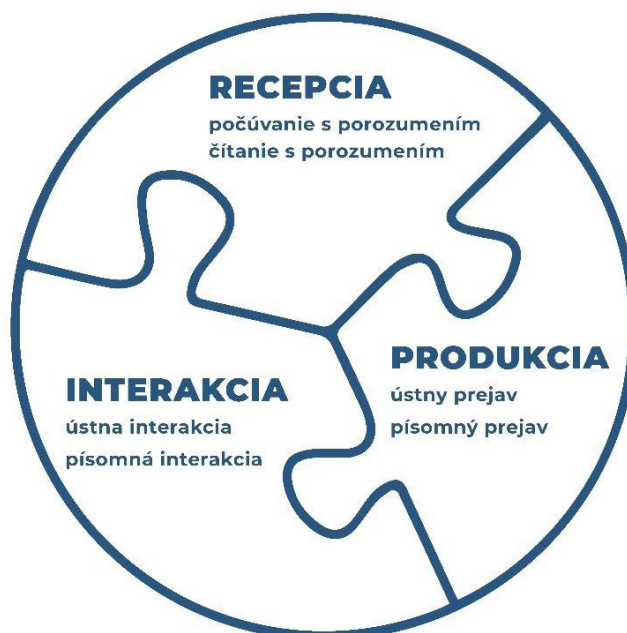 RECEPCIA
počúvanie s porozumením
čítanie s porozumením
INTERAKCIA
ústna interakcia
písomná interakcia
PRODUKCIA
ústny prejav
písomný prejav